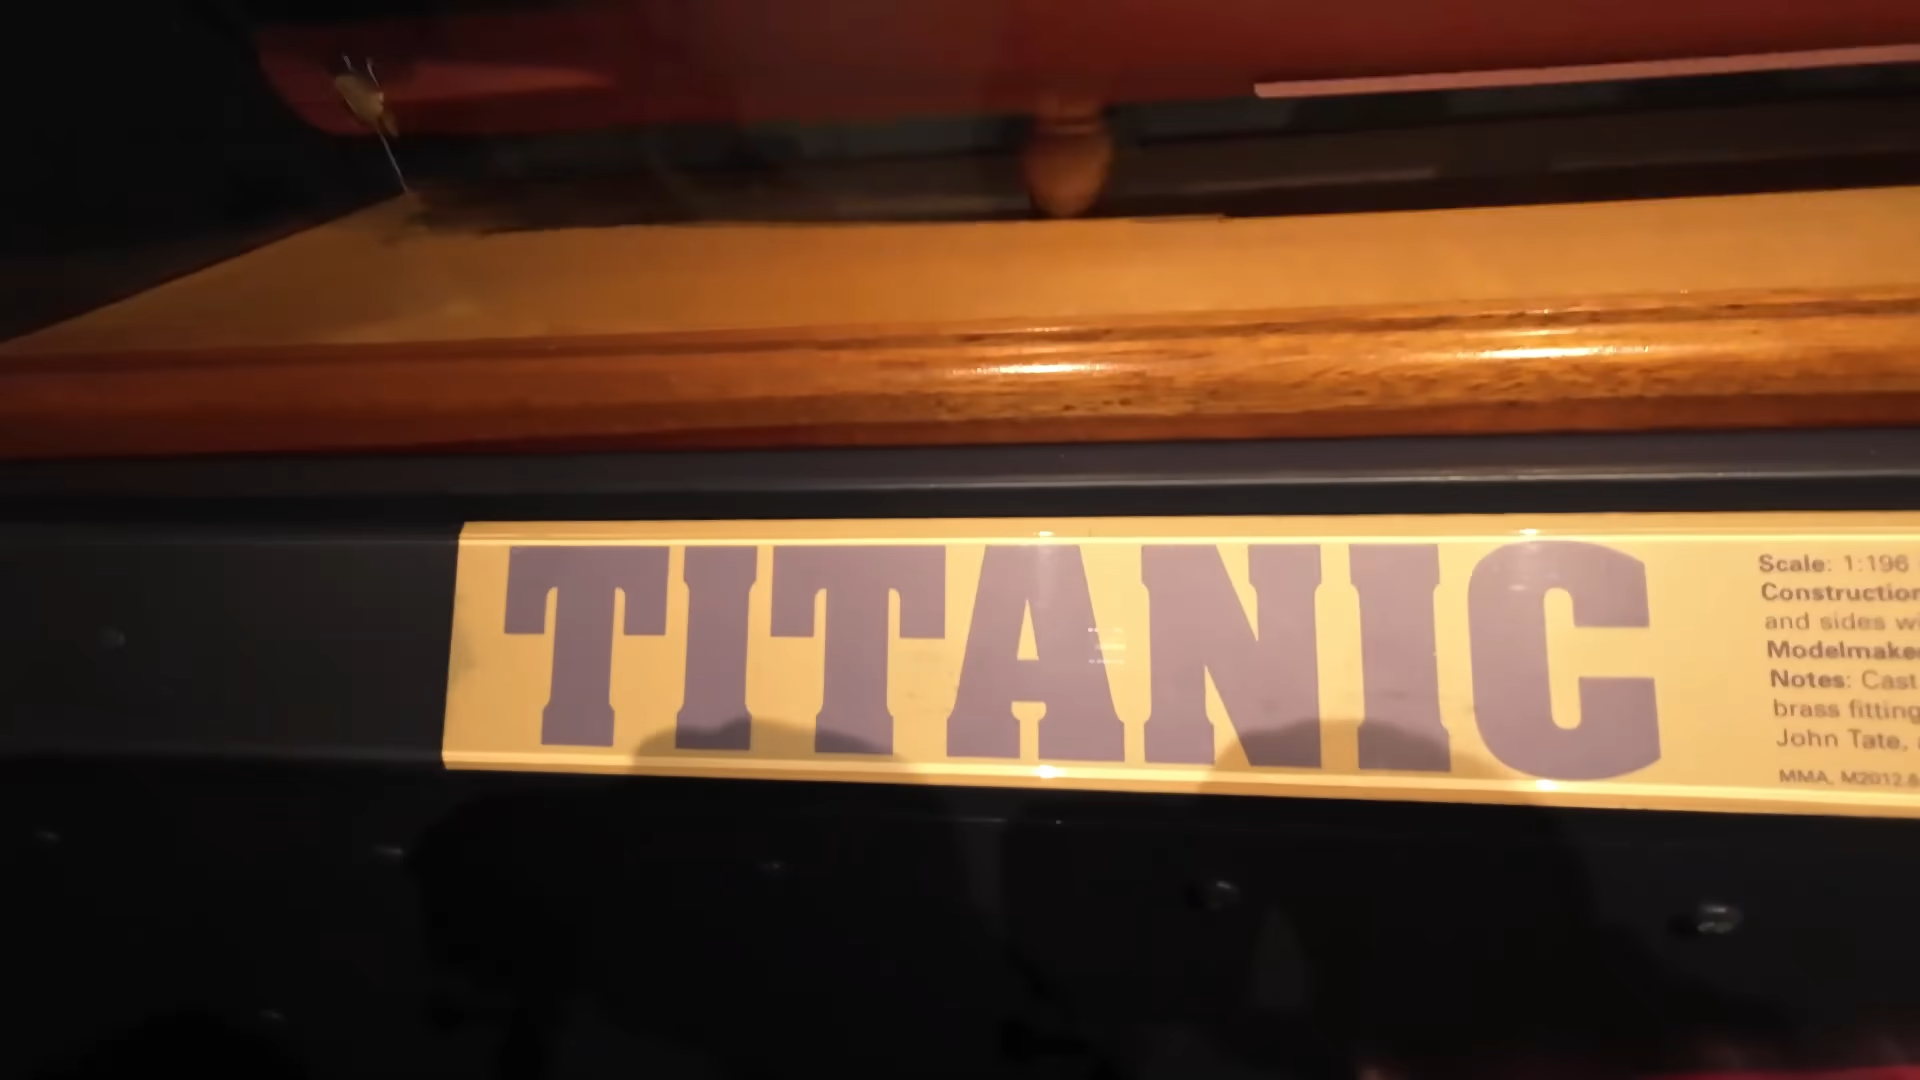 TITANIC
Scale: 1:196
Construction
and sides
Modelmake
Notes: Cast
brass fitting
John Tate,
MMA, M2012.